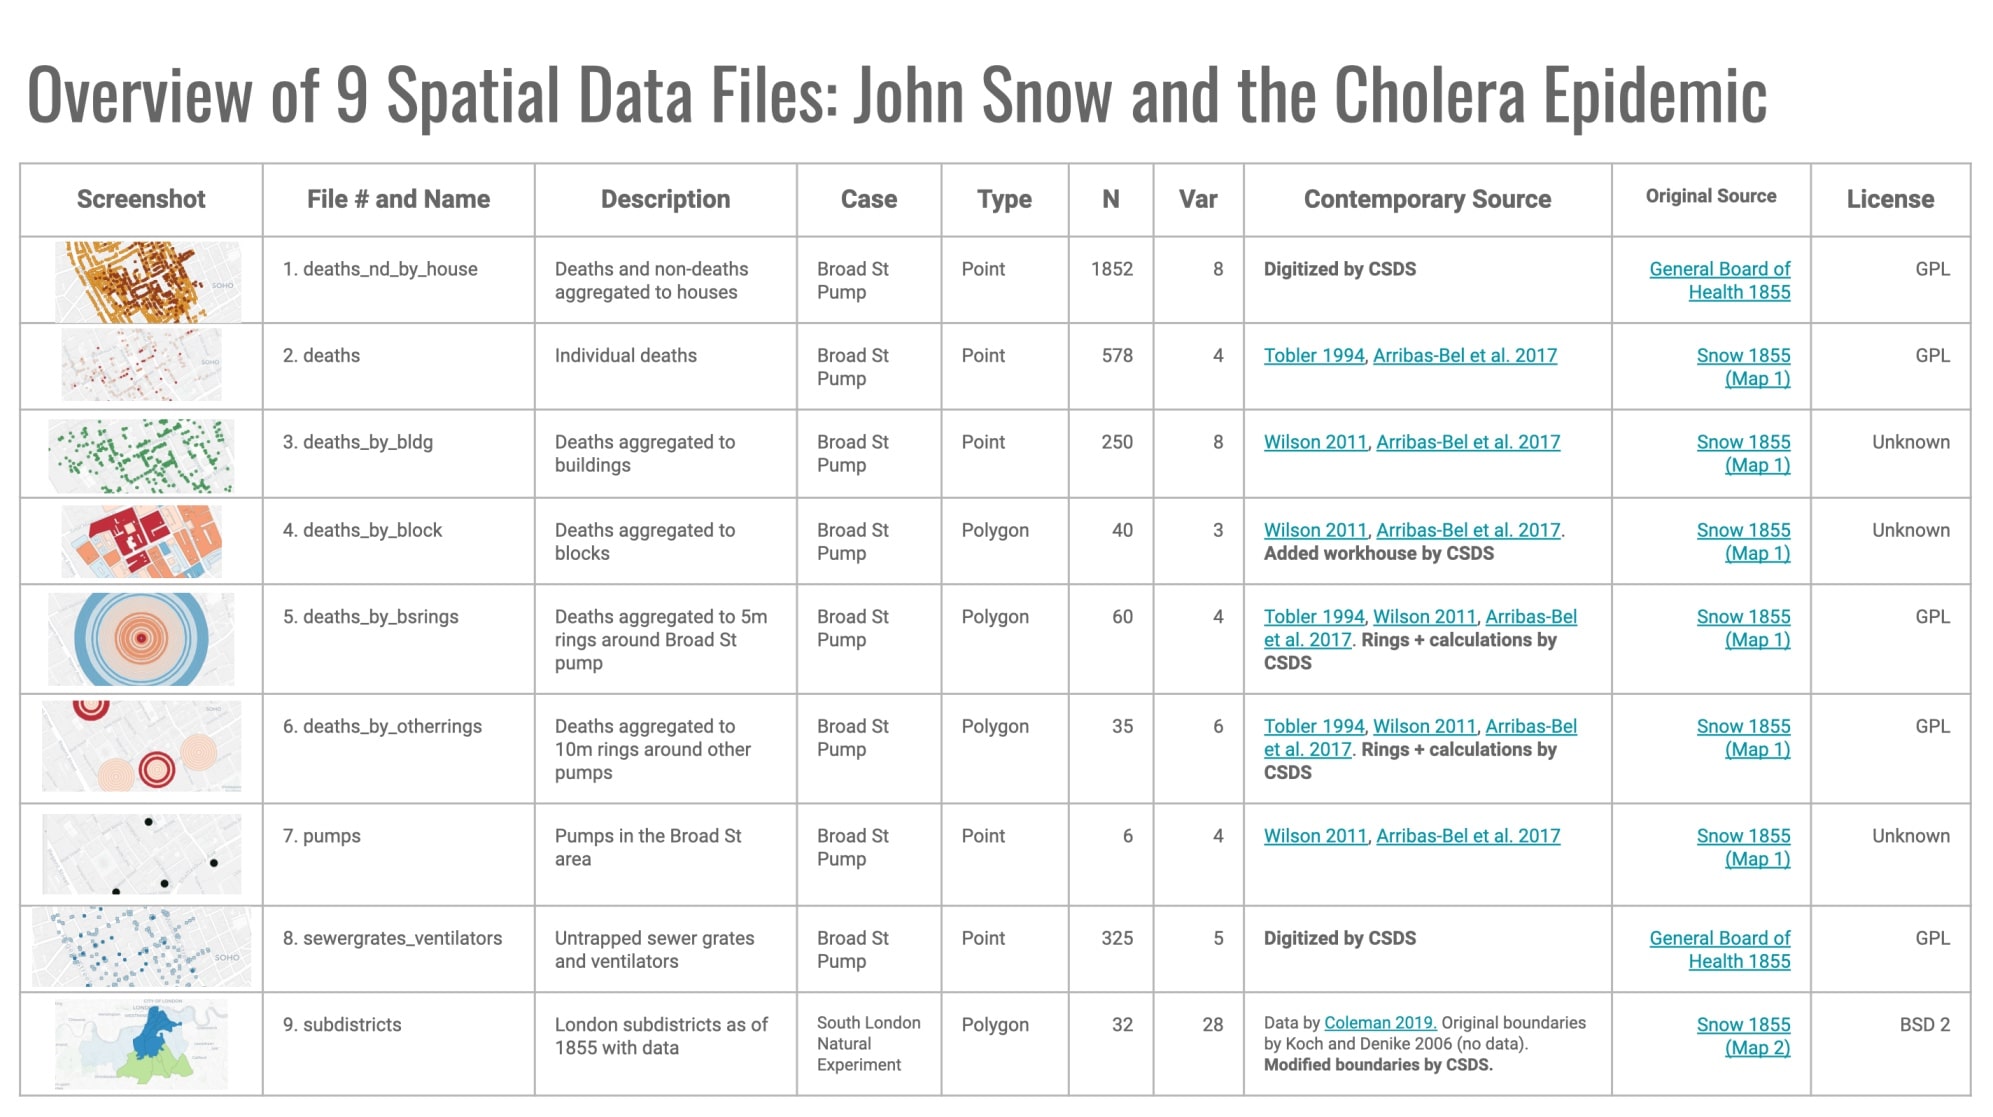 Overview of 9 Spatial Data Files: John Snow and the Cholera Epidemic
Screenshot File # and Name Description Case Type N Var Contemporary Source Original Source License
SOHO
1. deaths_nd_by_house
Deaths and non-deaths
aggregated to houses
Broad St
Pump
Point
1852
8
Digitized by CSDS
General Board of
Health 1855
GPL
SOHO
2. deaths
Individual deaths
Broad St
Pump
Point
578
4
Tobler 1994, Arribas-Bel et al. 2017
Snow 1855
(Map 1)
GPL
3. deaths_by_bldg
Deaths aggregated to
buildings
Broad St
Pump
Point
250
8
Wilson 2011, Arribas-Bel et al. 2017
Snow 1855
(Map 1)
Unknown
4. deaths_by_block
Deaths aggregated to
blocks
Broad St
Pump
Polygon
40
3
Wilson 2011, Arribas-Bel et al. 2017.
Added workhouse by CSDS
Snow 1855
(Map 1)
Unknown
5. deaths_by_bsrings
Deaths aggregated to 5m
rings around Broad St
pump
Broad St
Pump
Polygon
60
4
Tobler 1994, Wilson 2011, Arribas-Bel
et al. 2017. Rings + calculations by
CSDS
Snow 1855
(Map 1)
GPL
SOHO
6. deaths_by_otherrings
Deaths aggregated to
10m rings around other
pumps
Broad St
Pump
Polygon
35
6
Tobler 1994, Wilson 2011, Arribas-Bel
et al. 2017. Rings + calculations by
CSDS
Snow 1855
(Map 1)
GPL
7. pumps
Pumps in the Broad St
area
Broad St
Pump
Point
6
4
Wilson 2011, Arribas-Bel et al. 2017
Snow 1855
(Map 1)
Unknown
SOHO
8. sewergrates_ventilators
Untrapped sewer grates
and ventilators
Broad St
Pump
Point
325
5
Digitized by CSDS
General Board of
Health 1855
GPL
CITY OF LONDON
9. subdistricts
London subdistricts as of
1855 with data
South London
Natural
Experiment
Polygon
32
28
Data by Coleman 2019. Original boundaries
by Koch and Denike 2006 (no data).
Modified boundaries by CSDS.
Snow 1855
(Map 2)
BSD 2